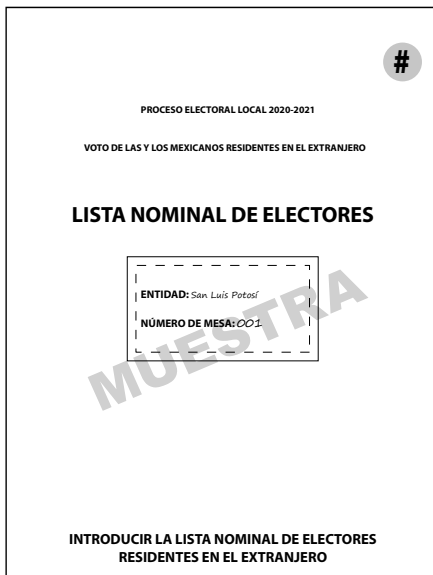 #
PROCESO ELECTORAL LOCAL 2020-2021
VOTO DE LAS Y LOS MEXICANOS RESIDENTES EN EL EXTRANJERO
LISTA NOMINAL DE ELECTORES
ENTIDAD: San Luis Potosí
NÚMERO DE MESA: 001
MUESTRA
INTRODUCIR LA LISTA NOMINAL DE ELECTORES
RESIDENTES EN EL EXTRANJERO